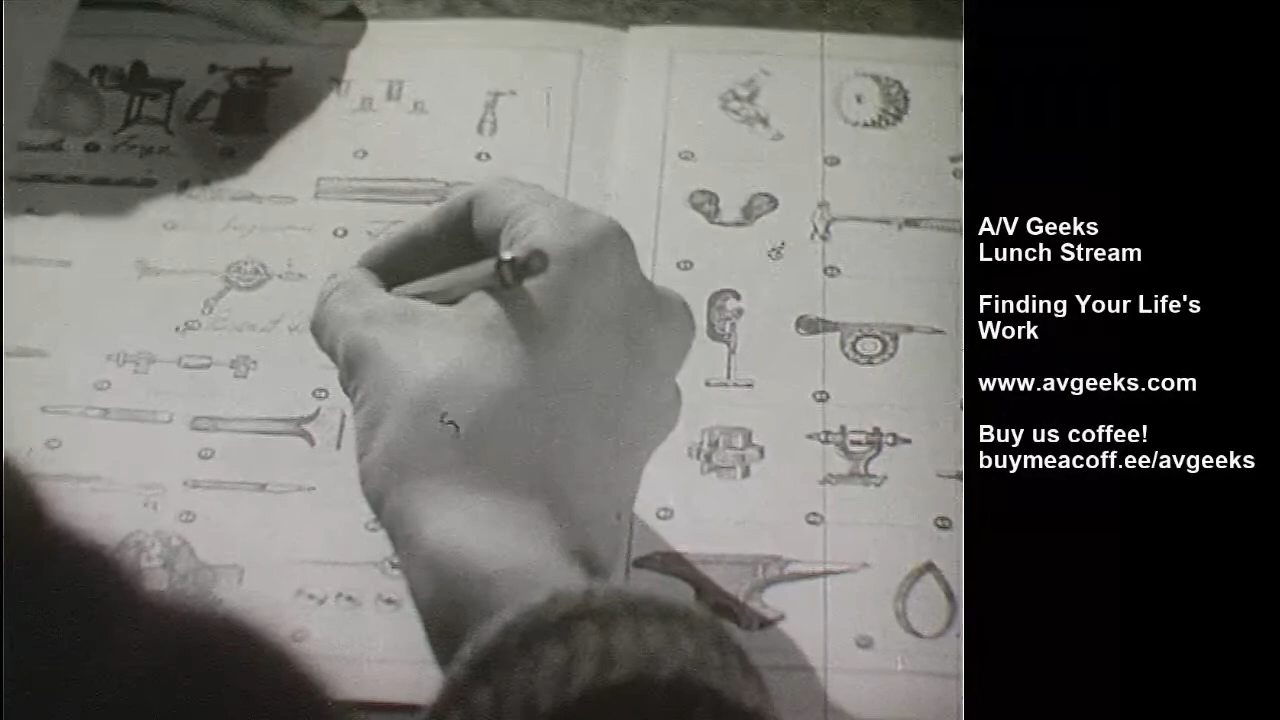 A/V Geeks
Lunch Stream
Finding Your Life's
Work
www.avgeeks.com
Buy us coffee!
buymeacoff.ee/avgeeks